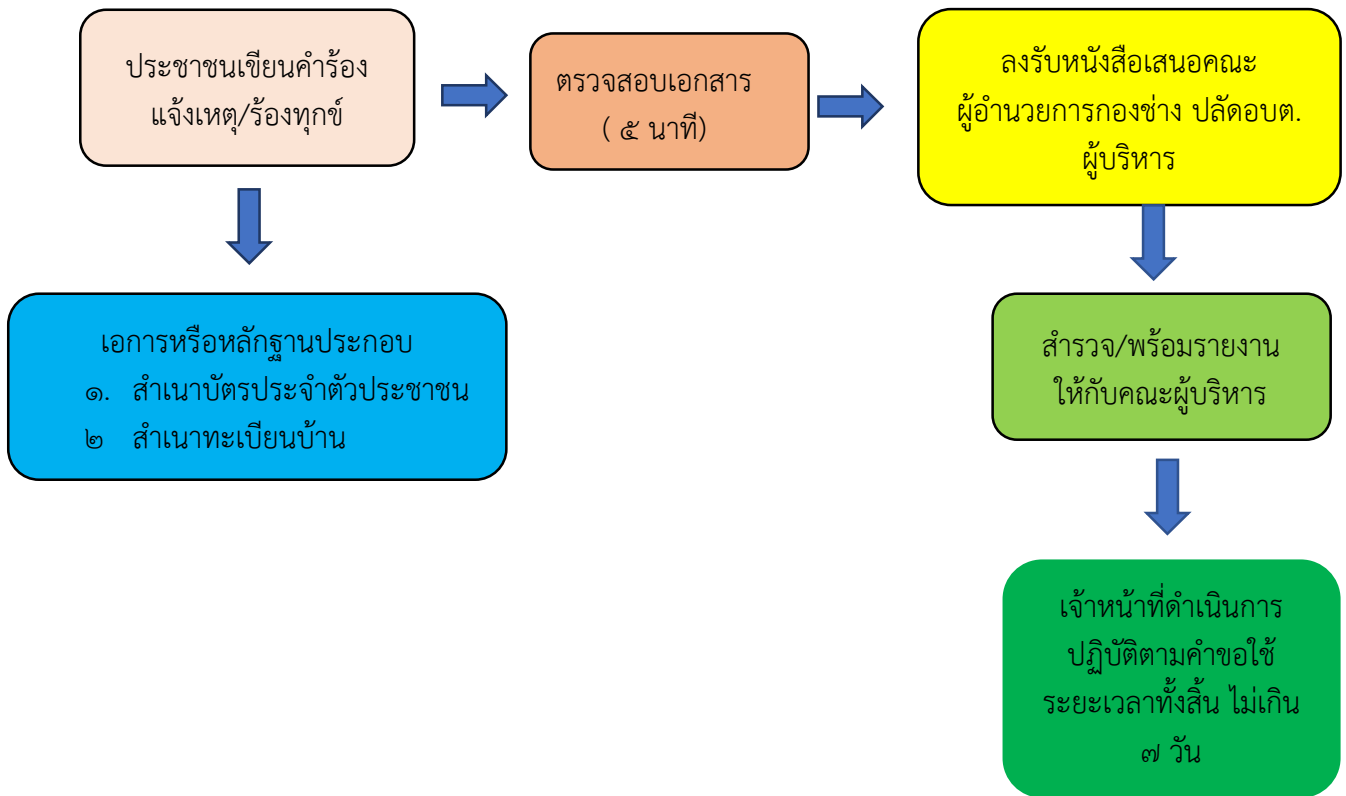 ประชาชนเขียนคำร้อง
แจ้งเหตุ/ร้องทุกข์
ตรวจสอบเอกสาร
( ๕ นาที)
ลงรับหนังสือเสนอคณะ
ผู้อำนวยการกองช่าง ปลัดอบต.
ผู้บริหาร
เอการหรือหลักฐานประกอบ
๑. สำเนาบัตรประจำตัวประชาชน
๒ สำเนาทะเบียนบ้าน
สำรวจ/พร้อมรายงาน
ให้กับคณะผู้บริหาร
เจ้าหน้าที่ดำเนินการ
ปฏิบัติตามคำขอใช้
ระยะเวลาทั้งสิ้น ไม่เกิน
๗ วัน